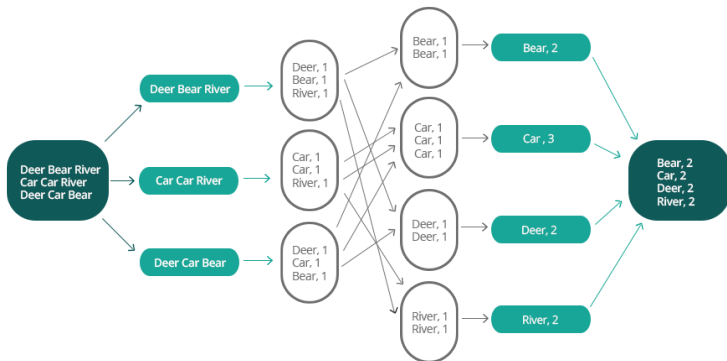 Deer Bear River
Car Car River
Deer Car Bear
Deer Bear River
Car Car River
Deer Car Bear
Deer, 1
Bear, 1
River, 1
Car, 1
Car, 1
River, 1
Deer, 1
Car, 1
Bear, 1
Bear, 1
Bear, 1
Car, 1
Car, 1
Car, 1
Deer, 1
Deer, 1
River, 1
River, 1
Bear, 2
Car , 3
Deer, 2
River, 2
Bear, 2
Car, 2
Deer, 2
River, 2